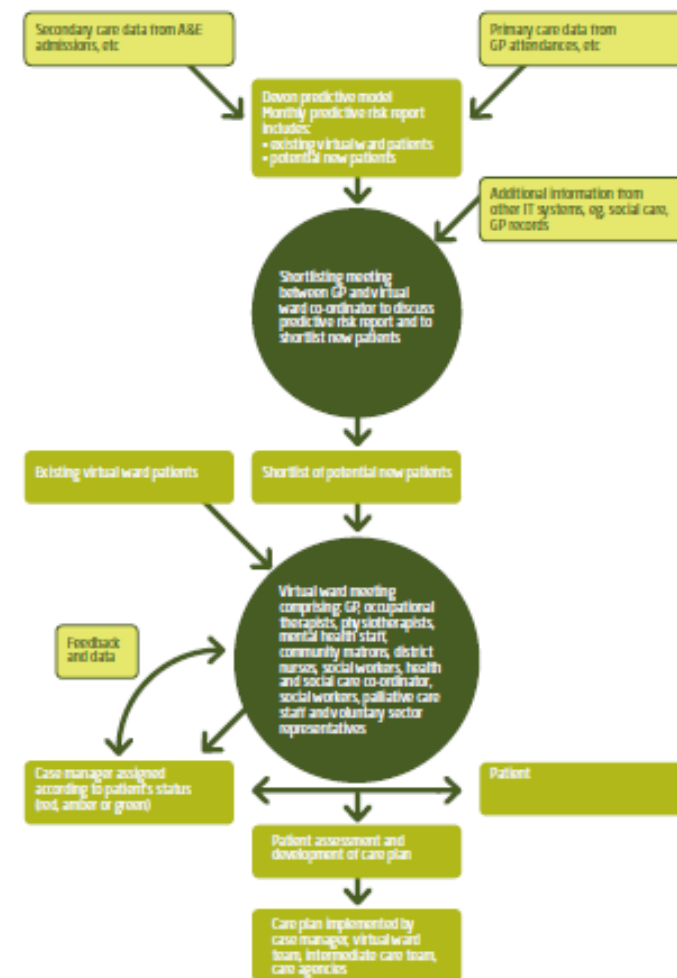 Secondary care data from A&E
admissions, etc
Primary care data from
GP attendances, etc
Devon predictive model
Monthly predictive risk report
includes:
• existing virtual ward patients
• potential new patients
Additional information from
other IT systems, eg, social care,
GP records
Shortlisting meeting
between GP and virtual
ward co-ordinator to discuss
predictive risk report and to
shortlist new patients
Existing virtual ward patients
Shortlist of potential new patients
Virtual ward meeting
comprising: GP, occupational
therapists, physiotherapists,
mental health staff,
community matrons, district
nurses, social workers, health
and social care co-ordinator,
social workers, palliative care
staff and voluntary sector
representatives
Feedback
and data
Case manager assigned
according to patient's status
(red, amber or green)
Patient
Patient assessment and
development of care plan
Care plan implemented by
case manager, virtual ward
team, intermediate care team,
care agencies